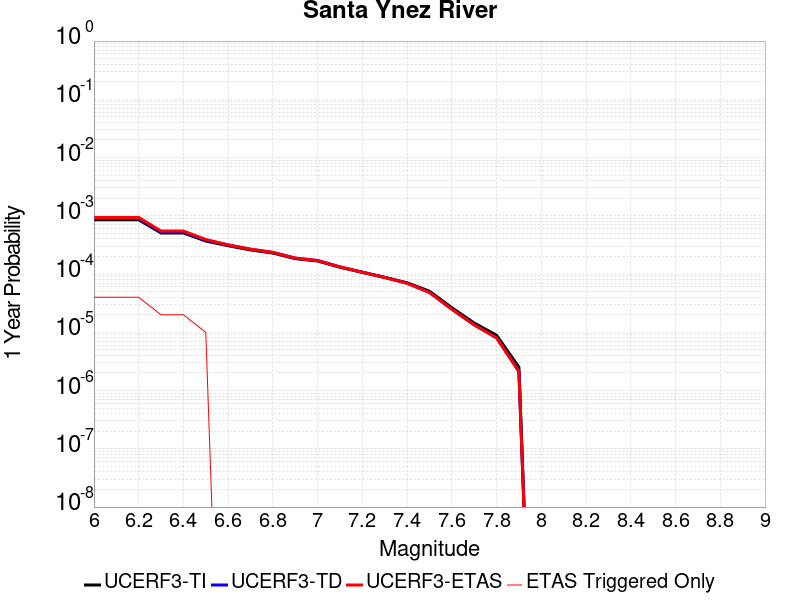 Santa Ynez River
1 Year Probability
10^0
10^-1
10^-2
10^-3
10^-4
10^-5
10^-6
10^-7
10^-8
6 6.2 6.4 6.6 6.8 7 7.2 7.4 7.6 7.8 8 8.2 8.4 8.6 8.8 9
Magnitude
UCERF3-TI UCERF3-TD UCERF3-ETAS ETAS Triggered Only